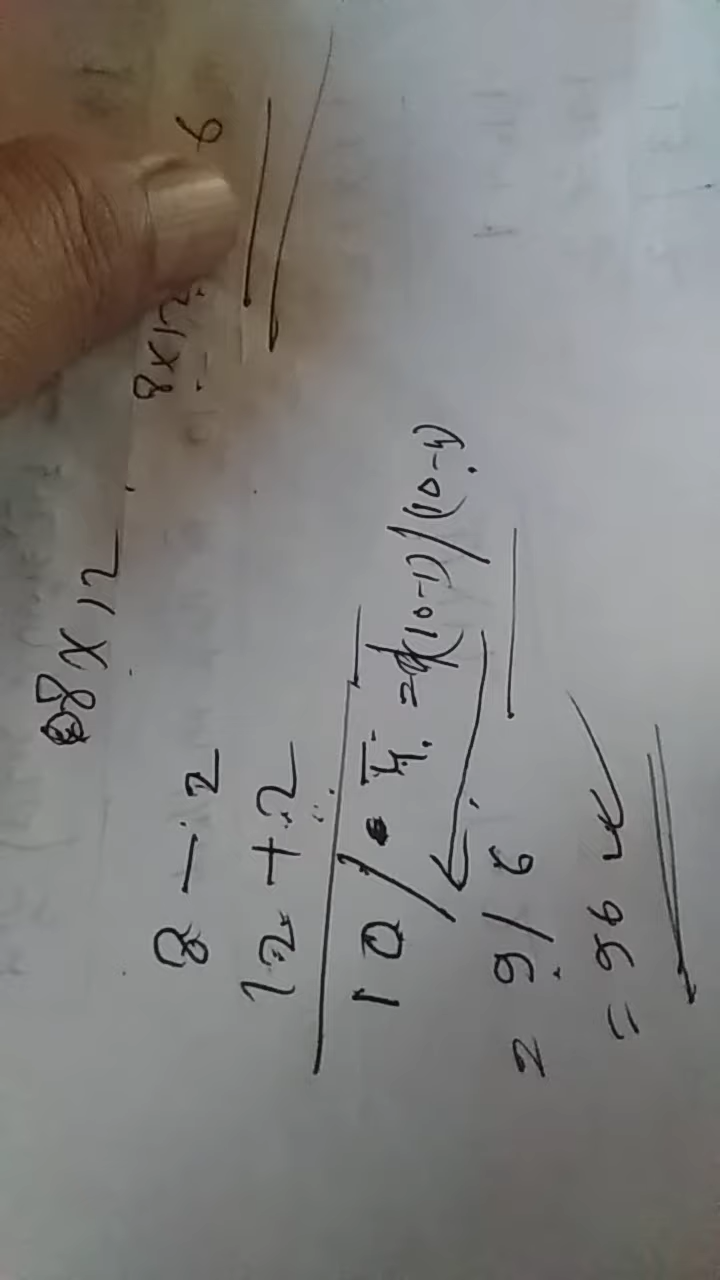 6
8x12
8x12
8 - 2
12 + 2
10 / 4̅ = (10-1) / (10-4)
= 9 / 6
= 96